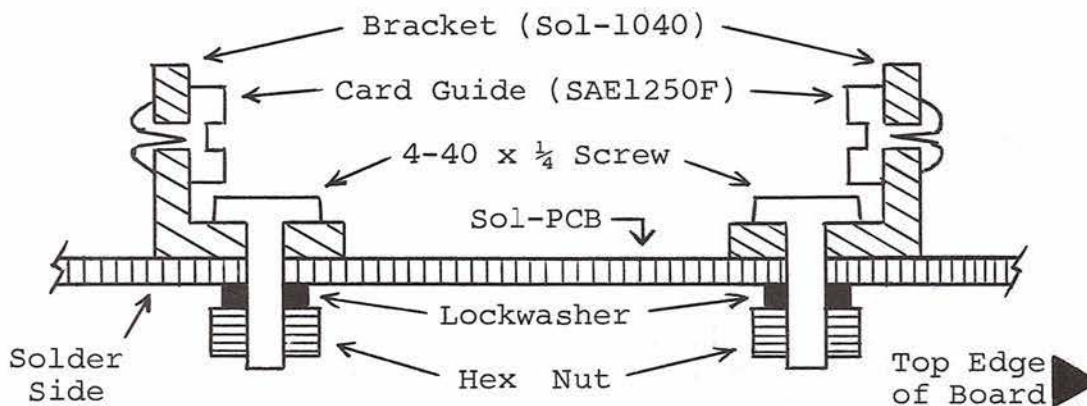 Bracket (Sol-1040)
Card Guide (SAE1250F)
4-40 x ¼ Screw
Sol-PCB
Lockwasher
Solder
Side
Hex Nut
Top Edge
of Board